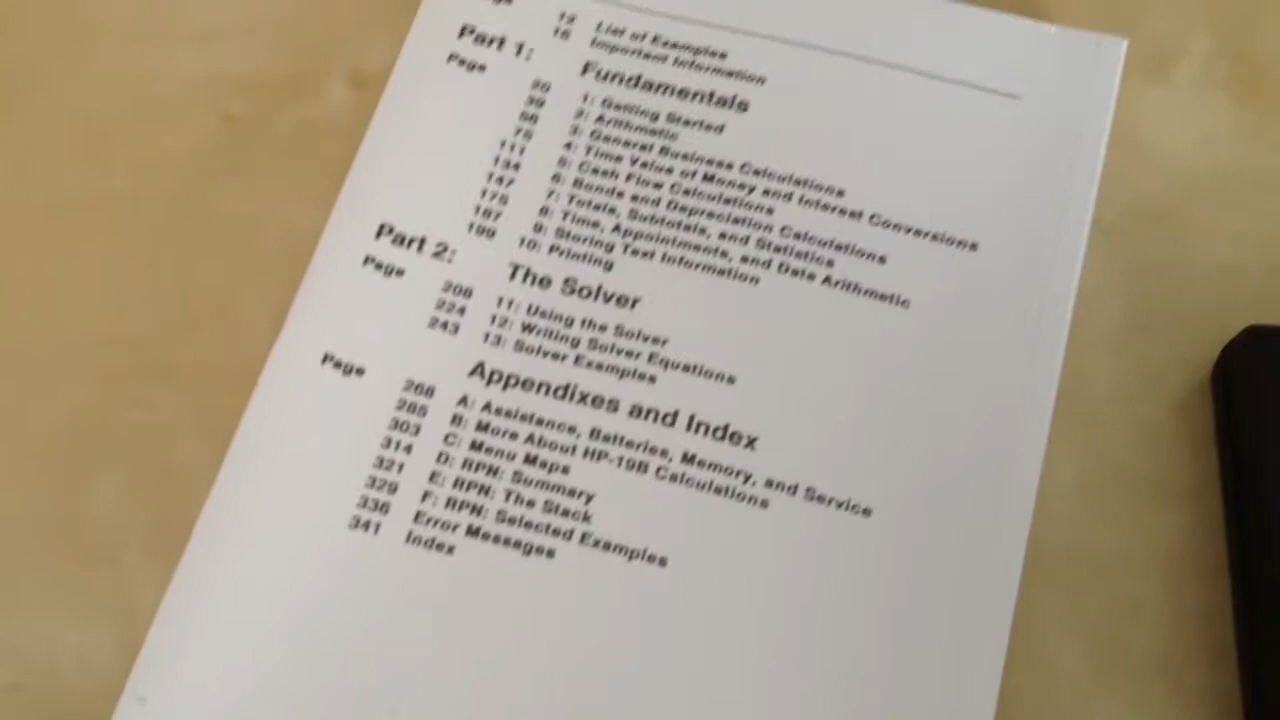 12 List of Examples
16 Important Information
Part 1: Fundamentals
Page
20 1: Getting Started
39 2: Arithmetic
56 3: General Business Calculations
75 4: Time Value of Money and Interest Conversions
111 5: Cash Flow Calculations
134 6: Bonds and Depreciation Calculations
147 7: Totals, Subtotals, and Statistics
175 8: Time, Appointments, and Date Arithmetic
187 9: Storing Text Information
199 10: Printing
Part 2: The Solver
Page
208 11: Using the Solver
224 12: Writing Solver Equations
243 13: Solver Examples
Appendixes and Index
Page
268 A: Assistance, Batteries, Memory, and Service
285 B: More About HP-19B Calculations
303 C: Menu Maps
314 D: RPN: Summary
321 E: RPN: The Stack
329 F: RPN: Selected Examples
336 Error Messages
341 Index